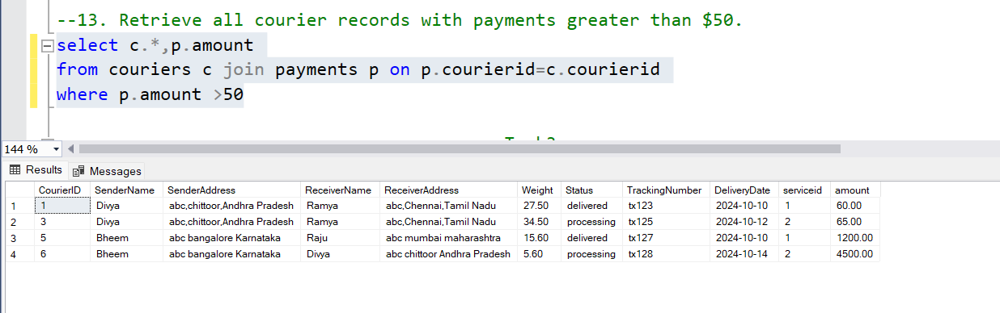 --13. Retrieve all courier records with payments greater than $50.
select c.*,p.amount
from couriers c join payments p on p.courierid=c.courierid
where p.amount >50
144 %
Results Messages
CourierID SenderName SenderAddress ReceiverName ReceiverAddress Weight Status TrackingNumber DeliveryDate serviceid amount
1 1 Divya abc,chittoor,Andhra Pradesh Ramya abc,Chennai,Tamil Nadu 27.50 delivered tx123 2024-10-10 1 60.00
2 3 Divya abc,chittoor,Andhra Pradesh Ramya abc,Chennai,Tamil Nadu 34.50 processing tx125 2024-10-12 2 65.00
3 5 Bheem abc bangalore Karnataka Raju abc mumbai maharashtra 15.60 delivered tx127 2024-10-10 1 1200.00
4 6 Bheem abc bangalore Karnataka Divya abc chittoor Andhra Pradesh 5.60 processing tx128 2024-10-14 2 4500.00